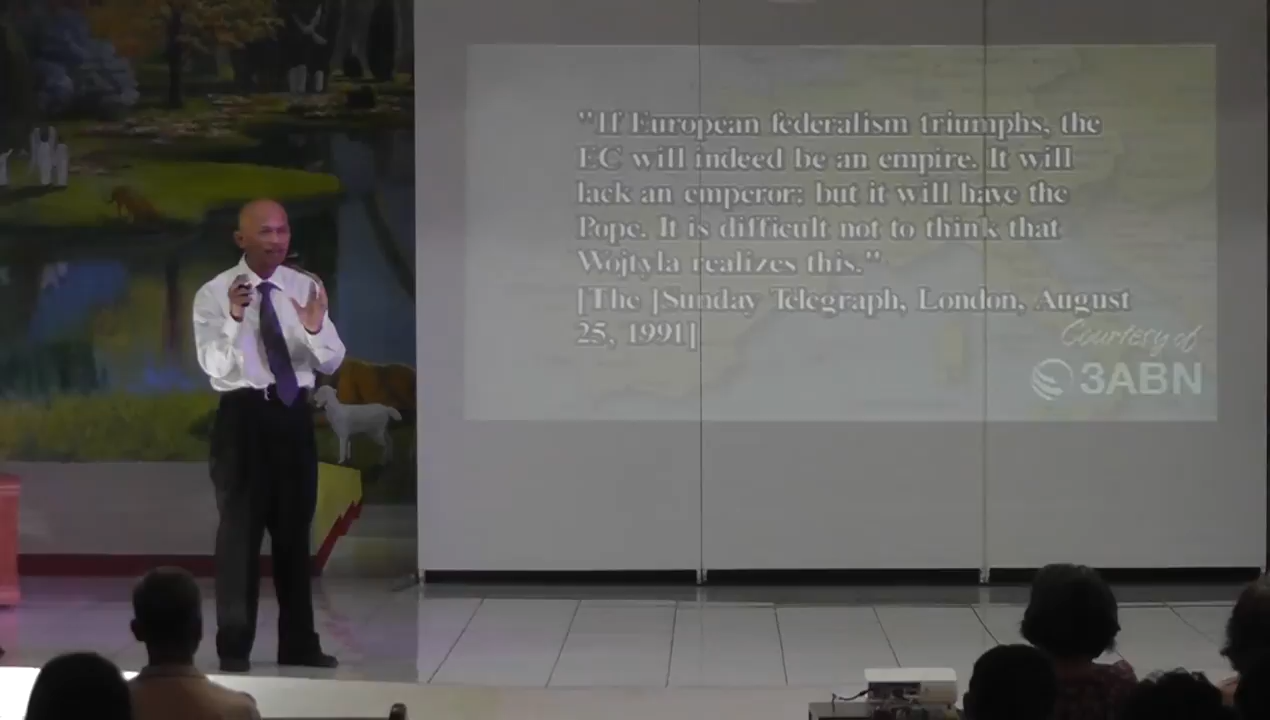 "If European federalism triumphs, the
EC will indeed be an empire. It will
lack an emperor: but it will have the
Pope. It is difficult not to think that
Wojtyla realizes this."
[The ]Sunday Telegraph, London, August
25, 1991]
Courtesy of
3ABN